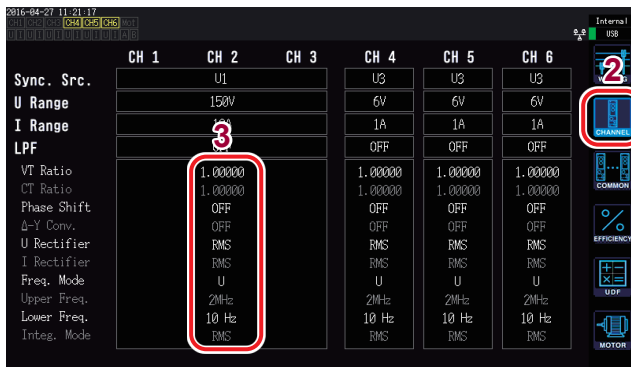 2016-04-27 11:21:17
CH1 CH2 CH3 CH4 CH5 CH6 Mot
U I U I U I U I U I U I A B
Internal
USB
CH 1 CH 2 CH 3 CH 4 CH 5 CH 6
Sync. Src. U1 U3 U3 U3
2
U Range 150V 6V 6V 6V
I Range 1A 1A 1A
CHANNEL
3
LPF OFF OFF OFF
VT Ratio 1.00000 1.00000 1.00000 1.00000
CT Ratio 1.00000 1.00000 1.00000 1.00000
COMMON
Phase Shift OFF OFF OFF OFF
Δ-Y Conv. OFF OFF OFF OFF
U Rectifier RMS RMS RMS RMS
EFFICIENCY
I Rectifier RMS RMS RMS RMS
Freq. Mode U U U U
Upper Freq. 2MHz 2MHz 2MHz 2MHz
UDF
Lower Freq. 10 Hz 10 Hz 10 Hz 10 Hz
Integ. Mode RMS RMS RMS RMS
MOTOR